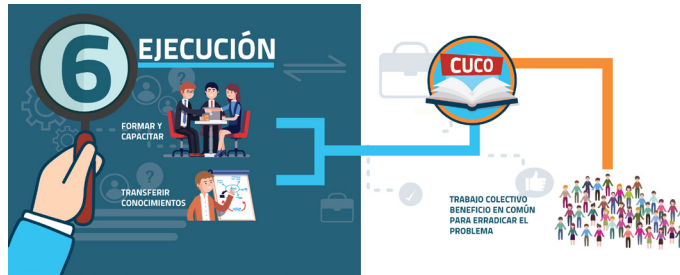 6
EJECUCIÓN
FORMAR Y
CAPACITAR
TRANSFERIR
CONOCIMIENTOS
CUCO
TRABAJO COLECTIVO
BENEFICIO EN COMÚN
PARA ERRADICAR EL
PROBLEMA